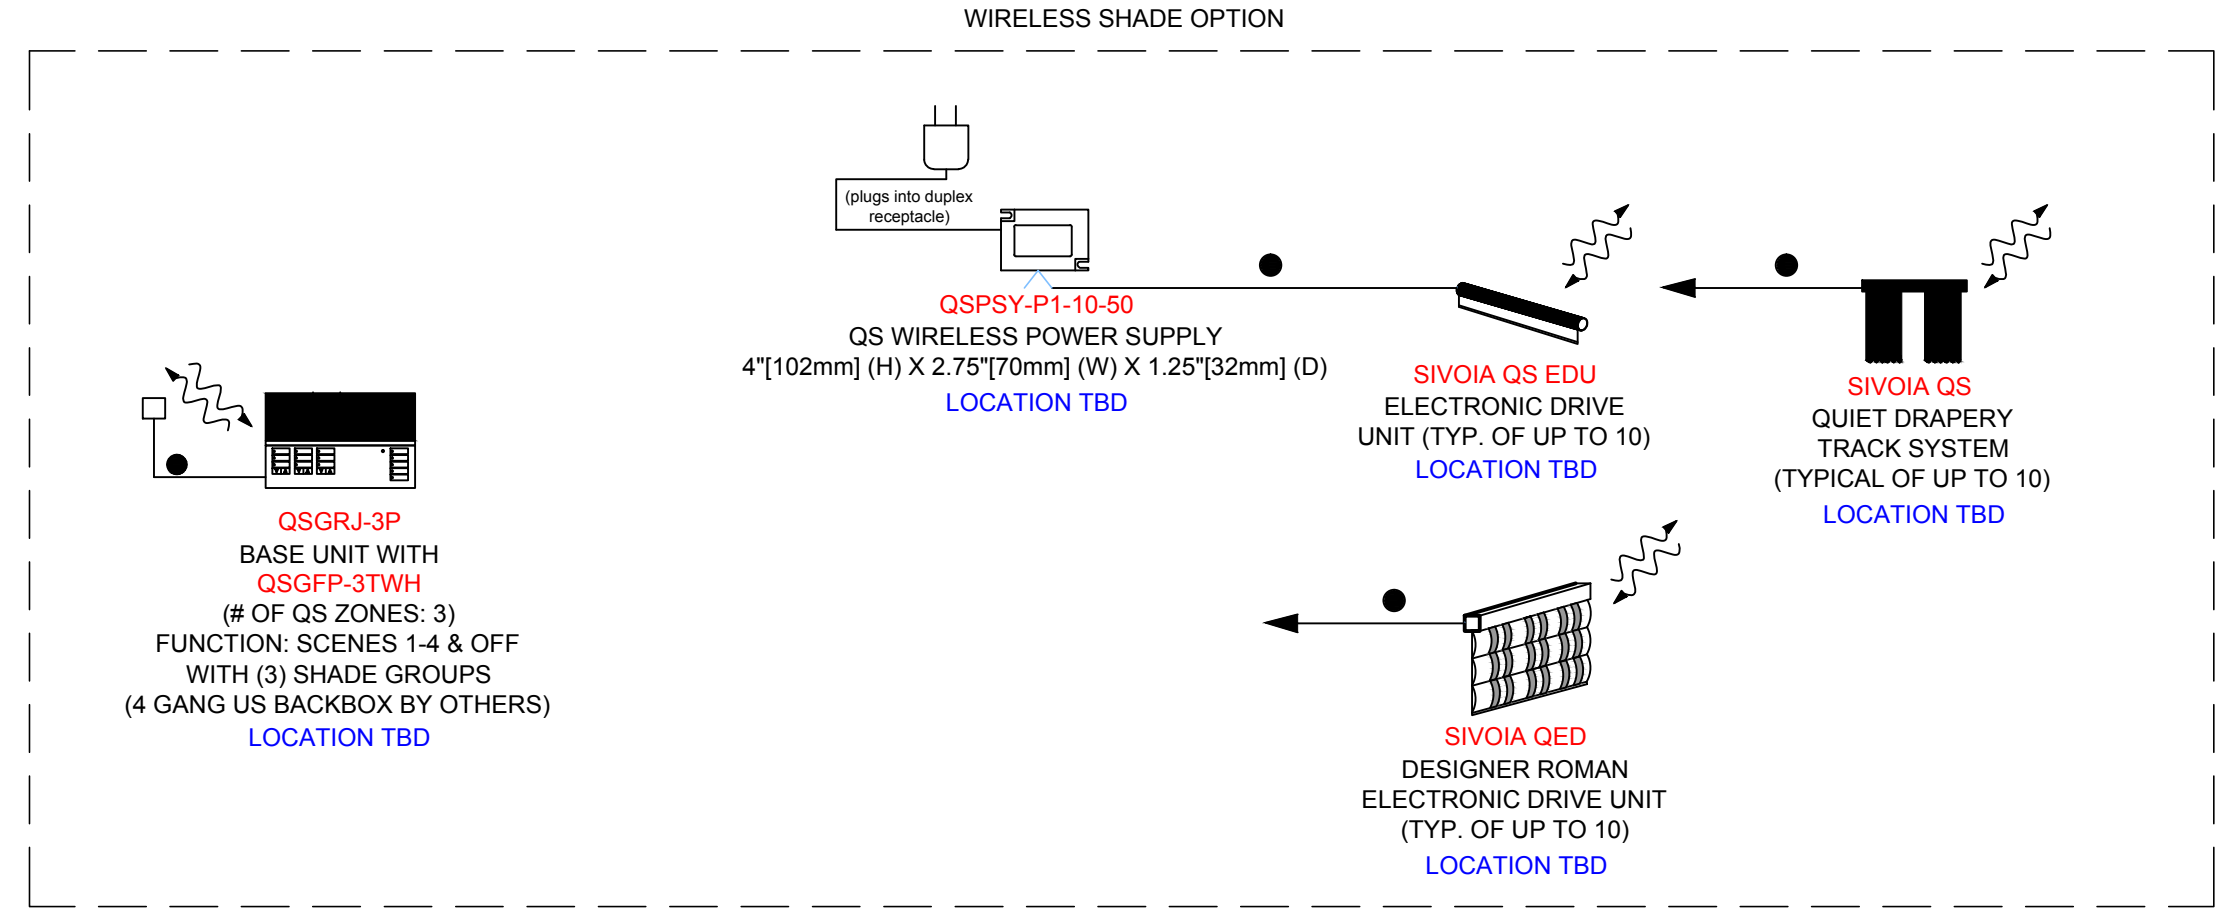 WIRELESS SHADE OPTION
(plugs into duplex
receptacle)
QSPSY-P1-10-50
QS WIRELESS POWER SUPPLY
4"[102mm] (H) X 2.75"[70mm] (W) X 1.25"[32mm] (D)
LOCATION TBD
SIVOIA QS EDU
ELECTRONIC DRIVE
UNIT (TYP. OF UP TO 10)
LOCATION TBD
SIVOIA QS
QUIET DRAPERY
TRACK SYSTEM
(TYPICAL OF UP TO 10)
LOCATION TBD
QSGRJ-3P
BASE UNIT WITH
QSGFP-3TWH
(# OF QS ZONES: 3)
FUNCTION: SCENES 1-4 & OFF
WITH (3) SHADE GROUPS
(4 GANG US BACKBOX BY OTHERS)
LOCATION TBD
SIVOIA QED
DESIGNER ROMAN
ELECTRONIC DRIVE UNIT
(TYP. OF UP TO 10)
LOCATION TBD